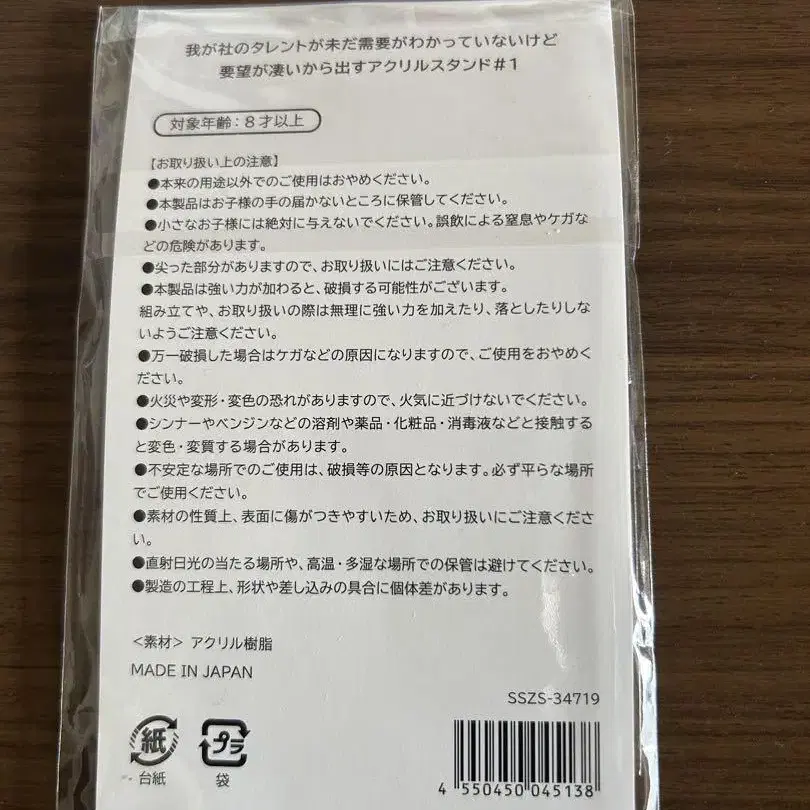 我が社のタレントが未だ需要がわかっていないけど
要望が凄いから出すアクリルスタンド#1
対象年齢：8才以上
【お取り扱い上の注意】
●本来の用途以外でのご使用はおやめください。
●本製品はお子様の手の届かないところに保管してください。
●小さなお子様には絶対に与えないでください。誤飲による窒息やケガな
どの危険があります。
●尖った部分がありますので、お取り扱いにはご注意ください。
●本製品は強い力が加わると、破損する可能性がございます。
組み立てや、お取り扱いの際は無理に強い力を加えたり、落としたりしな
いようご注意ください。
●万一破損した場合はケガなどの原因になりますので、ご使用をおやめく
ださい。
●火災や変形・変色の恐れがありますので、火気に近づけないでください。
●シンナーやベンジンなどの溶剤や薬品・化粧品・消毒液などと接触する
と変色・変質する場合があります。
●不安定な場所でのご使用は、破損等の原因となります。必ず平らな場所
でご使用ください。
●素材の性質上、表面に傷がつきやすいため、お取り扱いにご注意くださ
い。
●直射日光の当たる場所や、高温・多湿な場所での保管は避けてください。
●製造の工程上、形状や差し込みの具合に個体差があります。
＜素材＞ アクリル樹脂
MADE IN JAPAN
SSZS-34719
紙
プラ
台紙
袋
4 550450 045138